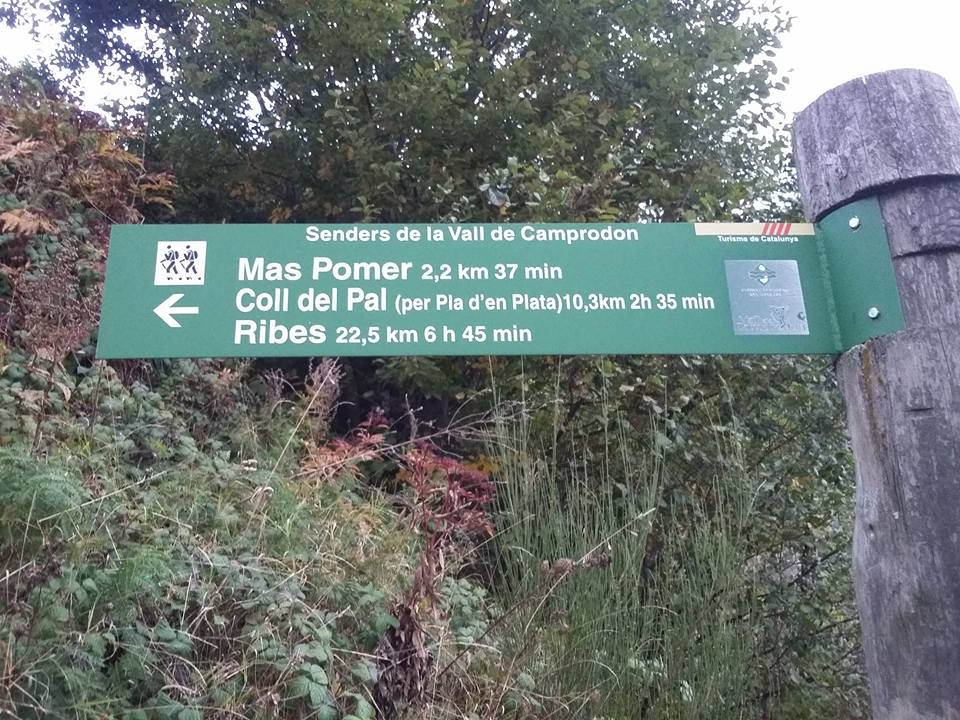 Senders de la Vall de Camprodon
Turisme de Catalunya
Mas Pomer 2,2 km 37 min
Coll del Pal (per Pla d'en Plata)10,3km 2h 35 min
Ribes 22,5 km 6 h 45 min